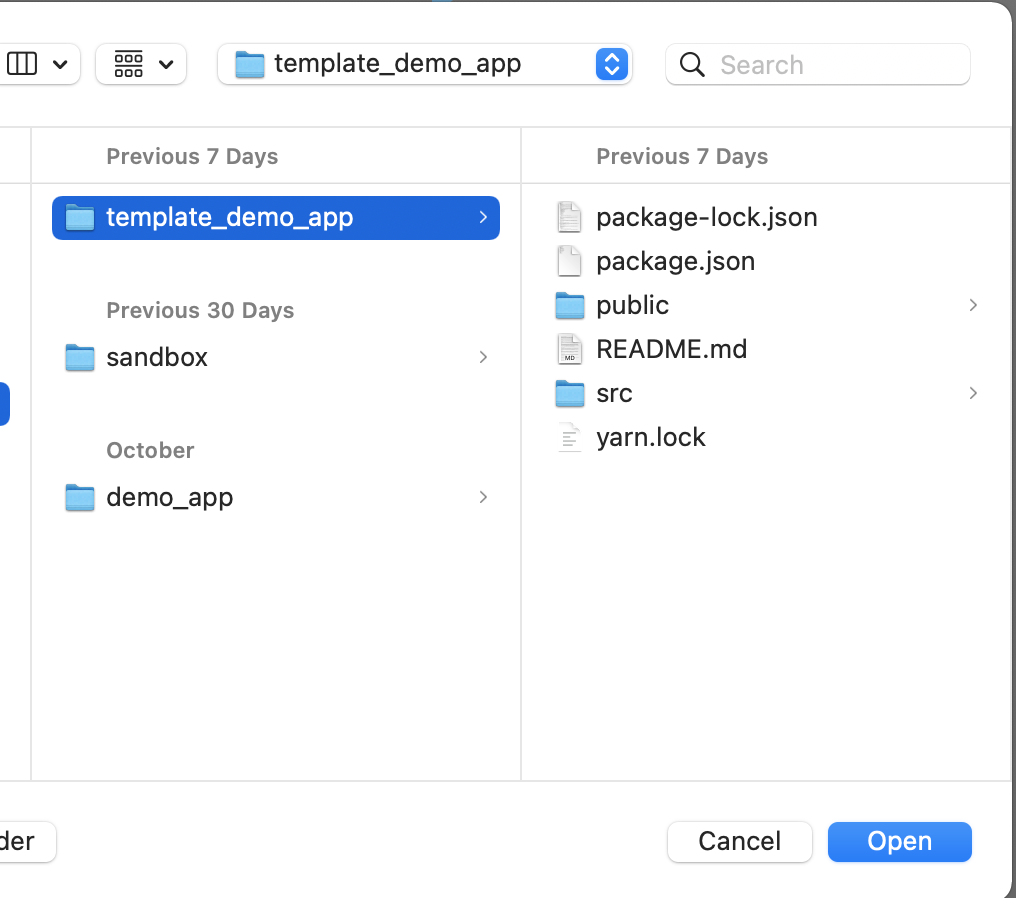 template_demo_app
Search
Previous 7 Days
template_demo_app
Previous 30 Days
sandbox
October
demo_app
Previous 7 Days
package-lock.json
package.json
public
README.md
MD
src
yarn.lock
der
Cancel
Open